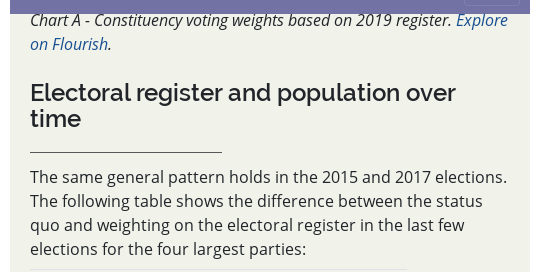 Chart A - Constituency voting weights based on 2019 register. Explore
on Flourish.
Electoral register and population over
time
The same general pattern holds in the 2015 and 2017 elections.
The following table shows the difference between the status
quo and weighting on the electoral register in the last few
elections for the four largest parties: